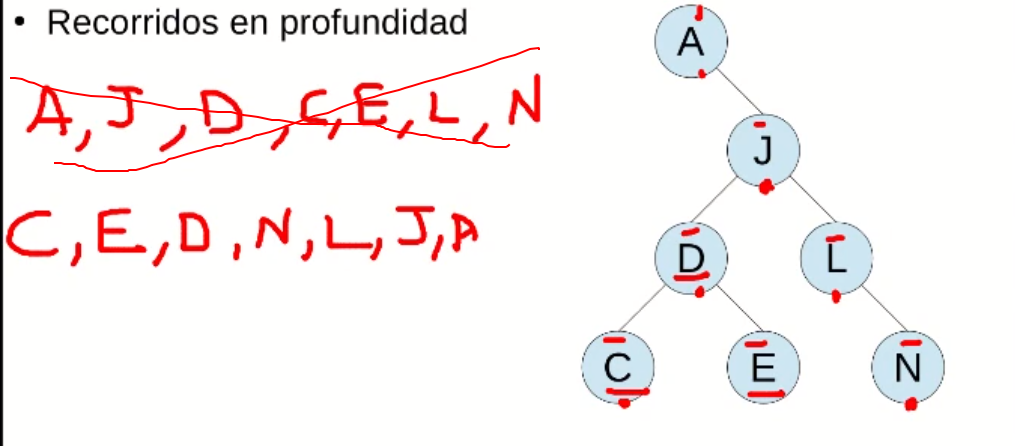 • Recorridos en profundidad
A, J, D, C, E, L, N
C, E, D, N, L, J, A
A
J
D L
C E N